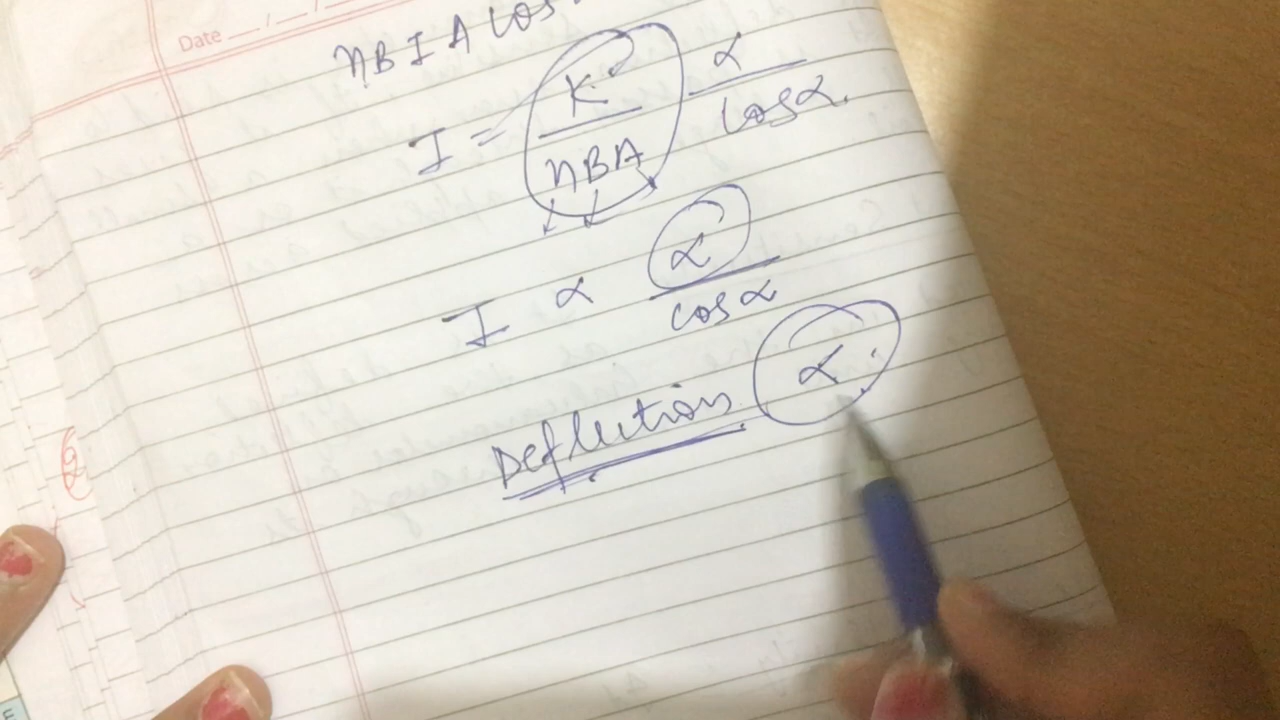 Date
nBIA cos
I = K/nBA α/cosα.
I α α/cosα
Deflection α